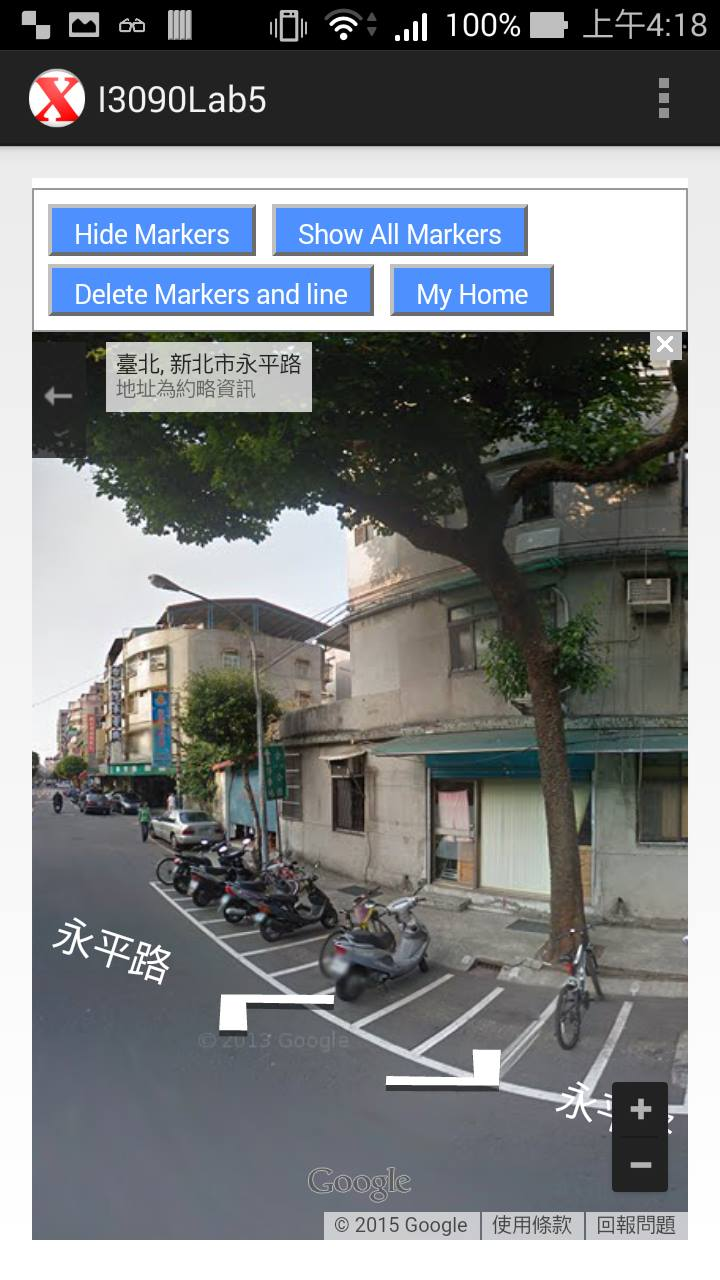 100% 上午4:18
X I3090Lab5
Hide Markers Show All Markers
Delete Markers and line My Home
臺北, 新北市永平路
地址為約略資訊
永平路
© 2013 Google
Google
© 2015 Google 使用條款 回報問題